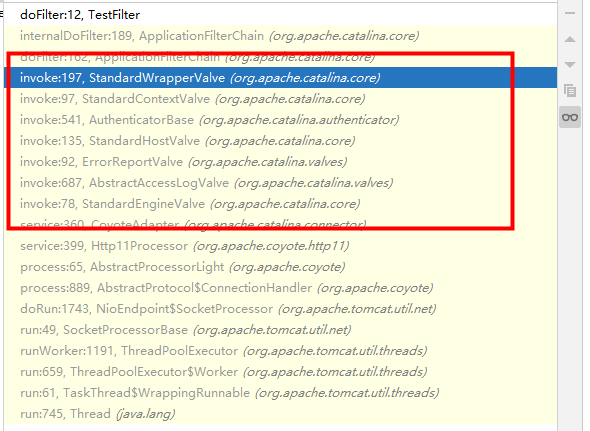 doFilter:12, TestFilter
internalDoFilter:189, ApplicationFilterChain (org.apache.catalina.core)
doFilter:162, ApplicationFilterChain (org.apache.catalina.core)
invoke:197, StandardWrapperValve (org.apache.catalina.core)
invoke:97, StandardContextValve (org.apache.catalina.core)
invoke:541, AuthenticatorBase (org.apache.catalina.authenticator)
invoke:135, StandardHostValve (org.apache.catalina.core)
invoke:92, ErrorReportValve (org.apache.catalina.valves)
invoke:687, AbstractAccessLogValve (org.apache.catalina.valves)
invoke:78, StandardEngineValve (org.apache.catalina.core)
service:360, CoyoteAdapter (org.apache.catalina.connector)
service:399, Http11Processor (org.apache.coyote.http11)
process:65, AbstractProcessorLight (org.apache.coyote)
process:889, AbstractProtocol$ConnectionHandler (org.apache.coyote)
doRun:1743, NioEndpoint$SocketProcessor (org.apache.tomcat.util.net)
run:49, SocketProcessorBase (org.apache.tomcat.util.net)
runWorker:1191, ThreadPoolExecutor (org.apache.tomcat.util.threads)
run:659, ThreadPoolExecutor$Worker (org.apache.tomcat.util.threads)
run:61, TaskThread$WrappingRunnable (org.apache.tomcat.util.threads)
run:745, Thread (java.lang)